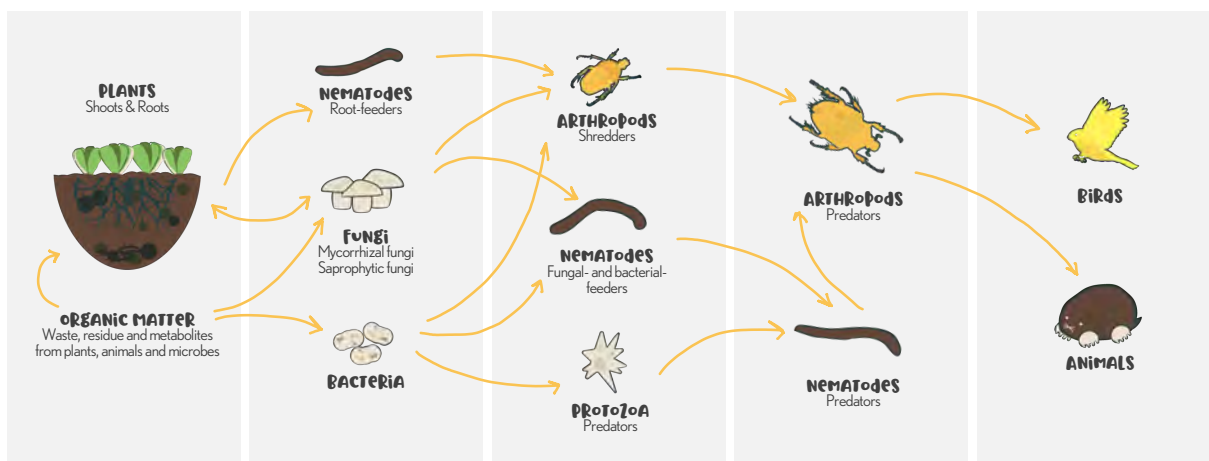 PLANTS
Shoots & Roots
ORGANIC MATTER
Waste, residue and metabolites
from plants, animals and microbes
NEMATODES
Root-feeders
FUNGI
Mycorrhizal fungi
Saprophytic fungi
BACTERIA
ARTHROPODS
Shredders
NEMATODES
Fungal- and bacterial-
feeders
PROTOZOA
Predators
ARTHROPODS
Predators
NEMATODES
Predators
BIRDS
ANIMALS